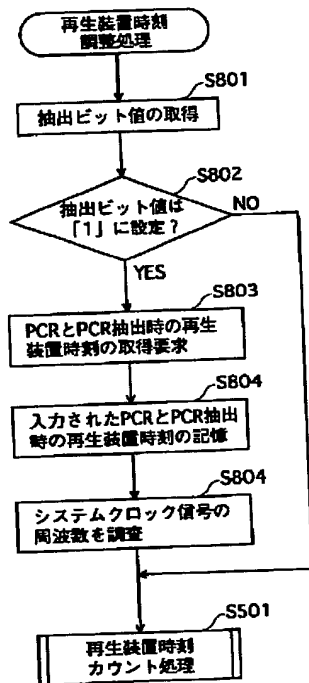 再生装置時刻
調整処理
S801
抽出ビット値の取得
S802
抽出ビット値は
「1」に設定？
NO
YES
S803
PCRとPCR抽出時の再生
装置時刻の取得要求
S804
入力されたPCRとPCR抽出
時の再生装置時刻の記憶
S804
システムクロック信号の
周波数を調査
S501
再生装置時刻
カウント処理